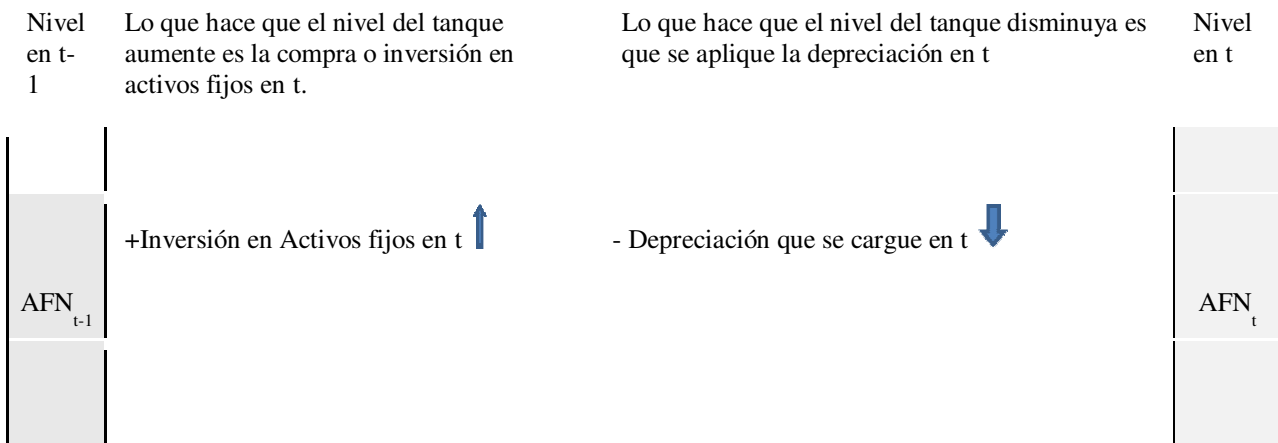 Nivel
en t-
1
Lo que hace que el nivel del tanque
aumente es la compra o inversión en
activos fijos en t.
Lo que hace que el nivel del tanque disminuya es
que se aplique la depreciación en t
Nivel
en t
+Inversión en Activos fijos en t
- Depreciación que se cargue en t
AFN t-1
AFN t